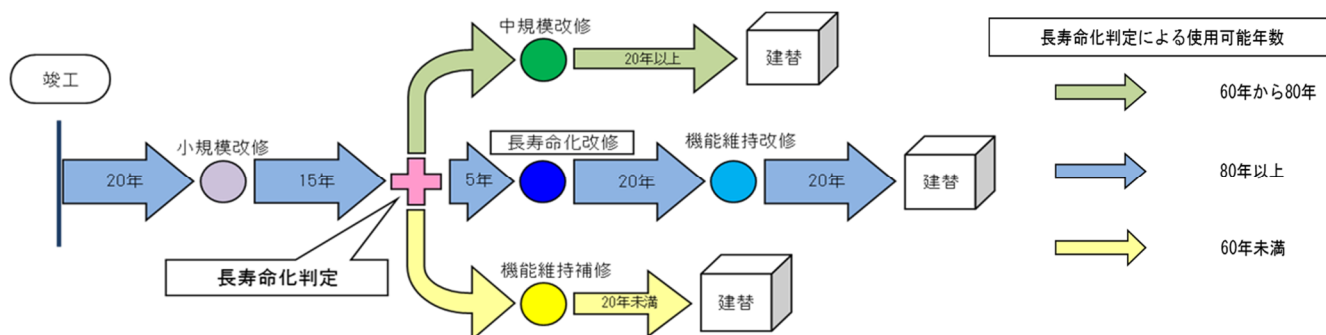 中規模改修
20年以上
建替
長寿命化判定による使用可能年数
60年から80年
80年以上
60年未満
竣工
20年
小規模改修
15年
5年
長寿命化改修
20年
機能維持改修
20年
建替
長寿命化判定
機能維持補修
20年未満
建替